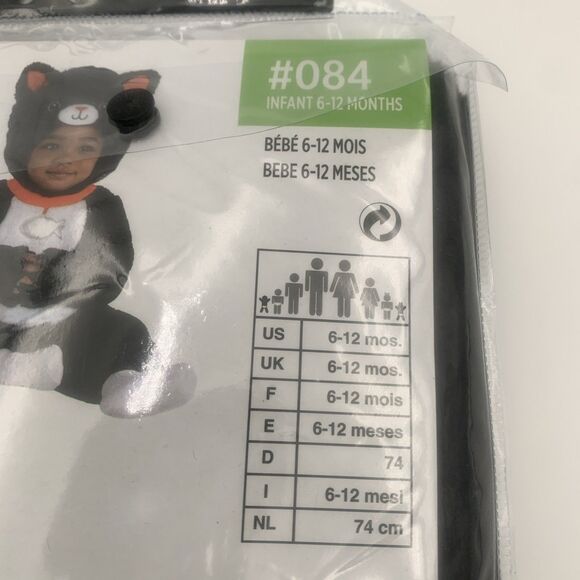 #084
INFANT 6-12 MONTHS
BÉBÉ 6-12 MOIS
BEBE 6-12 MESES
US 6-12 mos.
UK 6-12 mos.
F 6-12 mois
E 6-12 meses
D 74
I 6-12 mesi
NL 74 cm